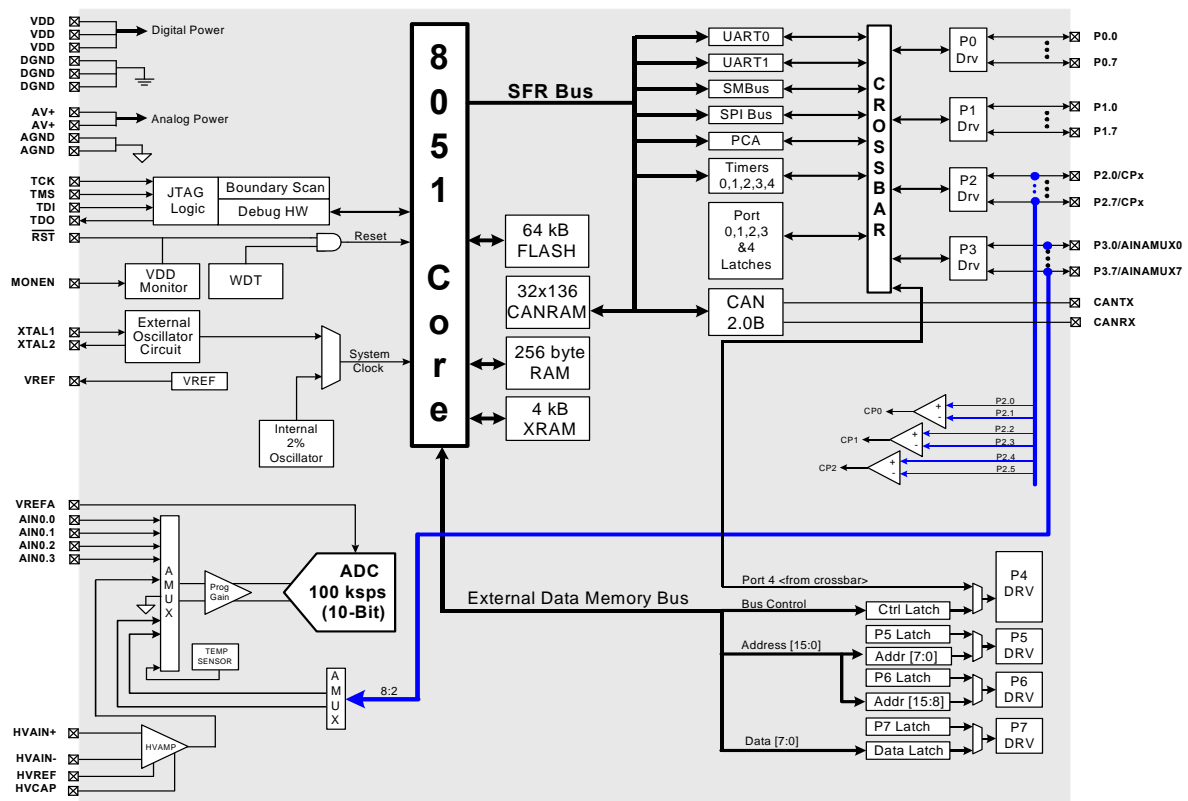 VDD
VDD
VDD
Digital Power
DGND
DGND
DGND
AV+
AV+
Analog Power
AGND
AGND
TCK
TMS
TDI
TDO
JTAG
Logic
Boundary Scan
Debug HW
RST
Reset
MONEN
VDD
Monitor
WDT
XTAL1
XTAL2
External
Oscillator
Circuit
System
Clock
VREF
VREF
Internal
2%
Oscillator
8
0
5
1
C
o
r
e
SFR Bus
64 kB
FLASH
32x136
CANRAM
256 byte
RAM
4 kB
XRAM
UART0
UART1
SMBus
SPI Bus
PCA
Timers
0,1,2,3,4
Port
0,1,2,3
&4
Latches
CAN
2.0B
C
R
O
S
S
B
A
R
P0
Drv
P0.0
P0.7
P1
Drv
P1.0
P1.7
P2
Drv
P2.0/CPx
P2.7/CPx
P3
Drv
P3.0/AINAMUX0
P3.7/AINAMUX7
CANTX
CANRX
CP0
+
-
P2.0
P2.1
CP1
+
-
P2.2
P2.3
CP2
+
-
P2.4
P2.5
VREFA
AIN0.0
AIN0.1
AIN0.2
AIN0.3
A
M
U
X
Prog
Gain
ADC
100 ksps
(10-Bit)
TEMP
SENSOR
A
M
U
X
8:2
HVAIN+
HVAIN-
HVREF
HVCAP
HVAMP
External Data Memory Bus
Port 4 <from crossbar>
Bus Control
Ctrl Latch
P4
DRV
Address [15:0]
P5 Latch
Addr [7:0]
P5
DRV
P6 Latch
Addr [15:8]
P6
DRV
Data [7:0]
P7 Latch
Data Latch
P7
DRV